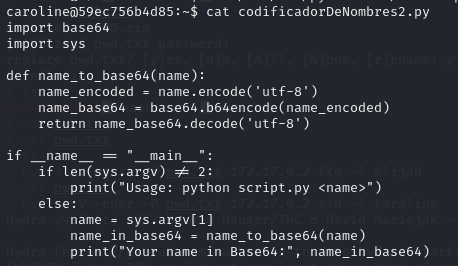 caroline@59ec756b4d85:~$ cat codificadorDeNombres2.py
import base64
import sys
def name_to_base64(name):
    name_encoded = name.encode('utf-8')
    name_base64 = base64.b64encode(name_encoded)
    return name_base64.decode('utf-8')
if __name__ == "__main__":
    if len(sys.argv) != 2:
        print("Usage: python script.py <name>")
    else:
        name = sys.argv[1]
        name_in_base64 = name_to_base64(name)
        print("Your name in Base64:", name_in_base64)